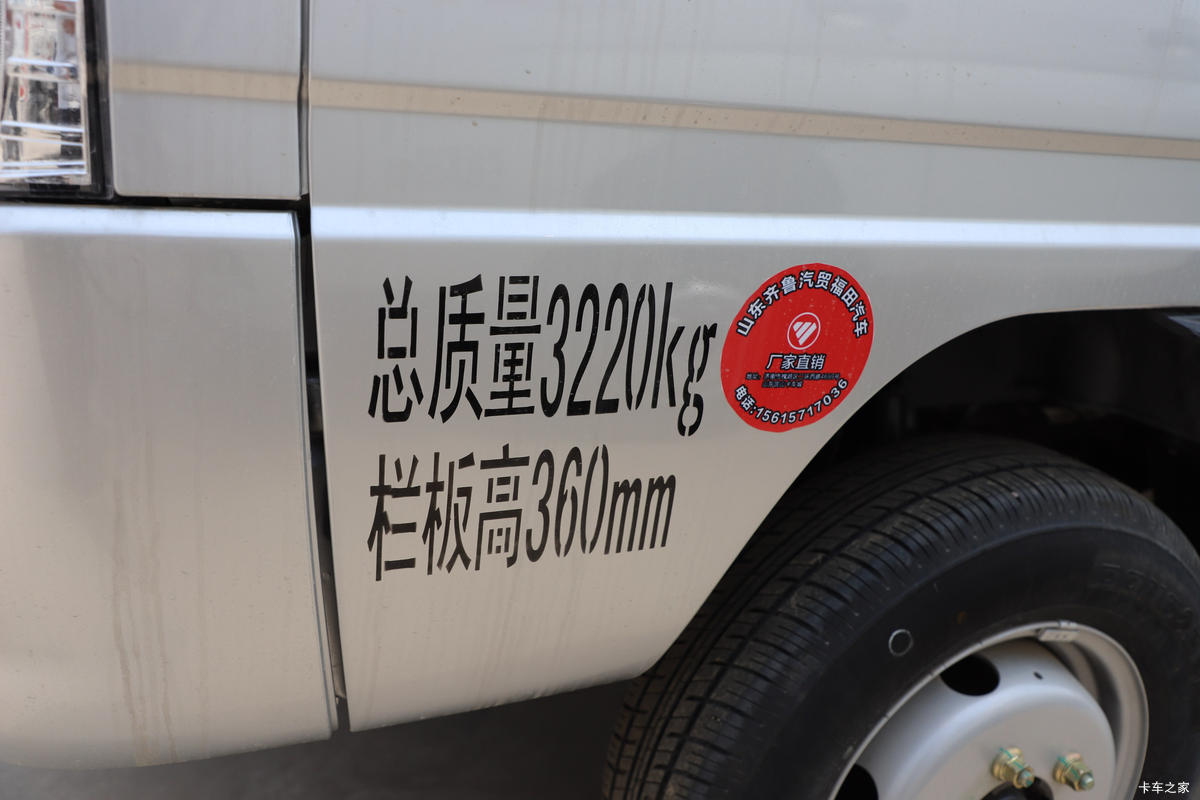 总质量3220kg
栏板高360mm
山东齐鲁汽贸福田汽车
厂家直销
电话:15615717036
卡车之家